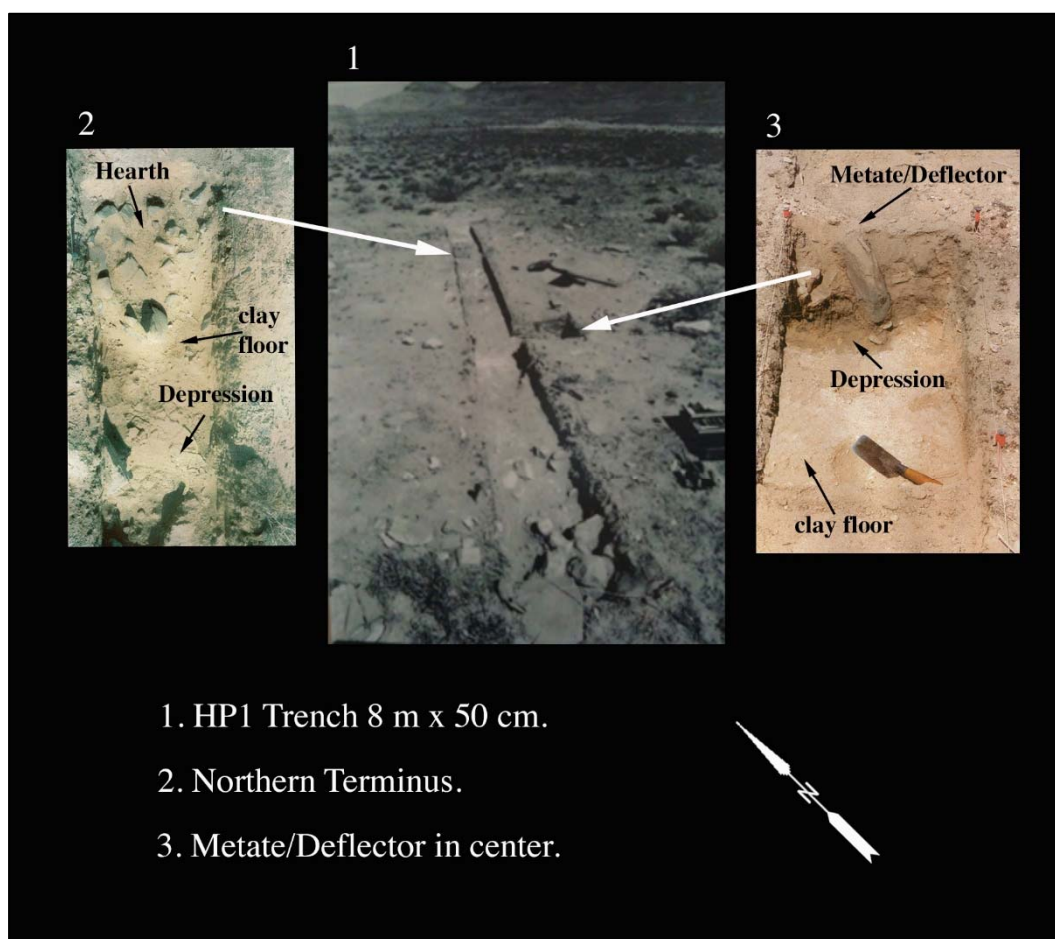 1
2
3
Hearth
clay
floor
Depression
Metate/Deflector
Depression
clay floor
1. HP1 Trench 8 m x 50 cm.
2. Northern Terminus.
3. Metate/Deflector in center.
N